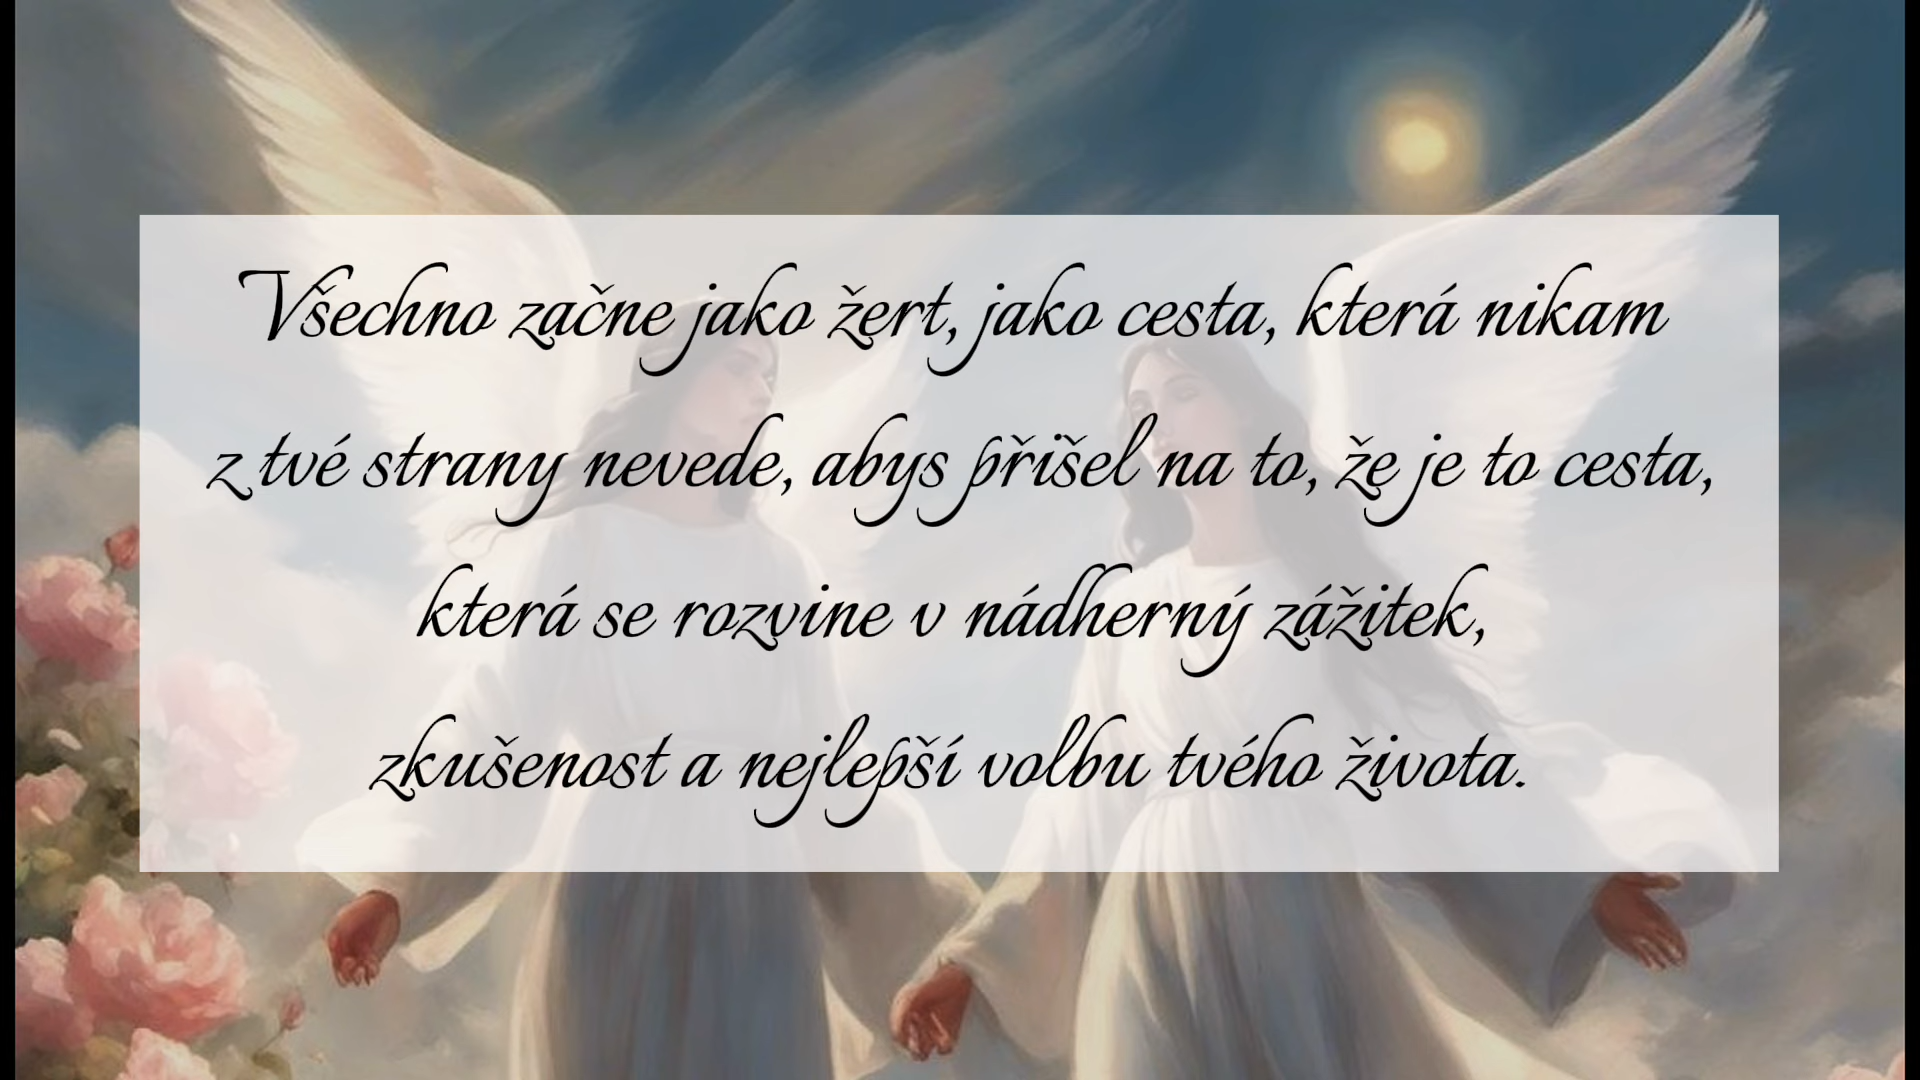 Všechno začne jako žert, jako cesta, která nikam
z tvé strany nevede, abys přišel na to, že je to cesta,
která se rozvine v nádherný zážitek,
zkušenost a nejlepší volbu tvého života.